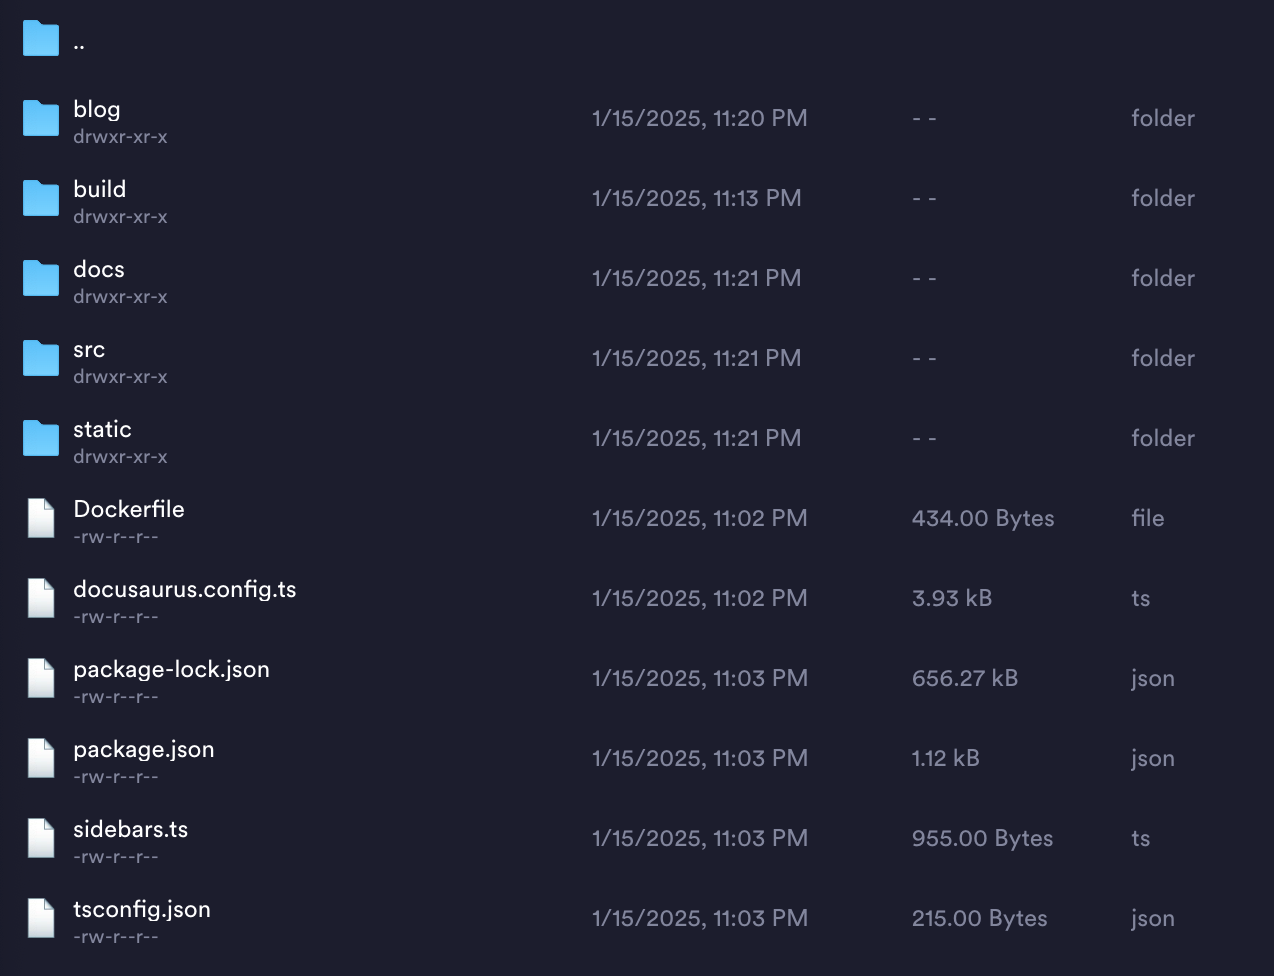 ..
blog
drwxr-xr-x
1/15/2025, 11:20 PM
- -
folder
build
drwxr-xr-x
1/15/2025, 11:13 PM
- -
folder
docs
drwxr-xr-x
1/15/2025, 11:21 PM
- -
folder
src
drwxr-xr-x
1/15/2025, 11:21 PM
- -
folder
static
drwxr-xr-x
1/15/2025, 11:21 PM
- -
folder
Dockerfile
-rw-r--r--
1/15/2025, 11:02 PM
434.00 Bytes
file
docusaurus.config.ts
-rw-r--r--
1/15/2025, 11:02 PM
3.93 kB
ts
package-lock.json
-rw-r--r--
1/15/2025, 11:03 PM
656.27 kB
json
package.json
-rw-r--r--
1/15/2025, 11:03 PM
1.12 kB
json
sidebars.ts
-rw-r--r--
1/15/2025, 11:03 PM
955.00 Bytes
ts
tsconfig.json
-rw-r--r--
1/15/2025, 11:03 PM
215.00 Bytes
json